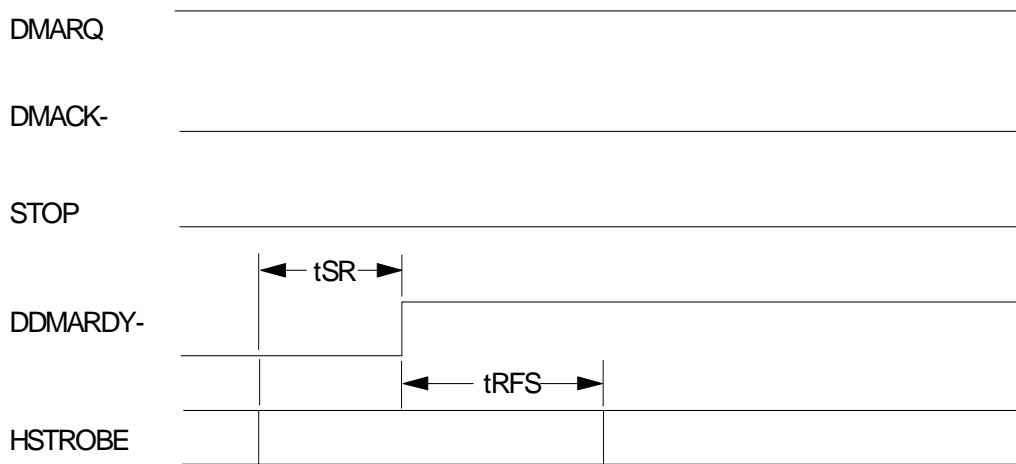 DMARQ
DMACK-
STOP
tSR
DDMARDY-
tRFS
HSTROBE